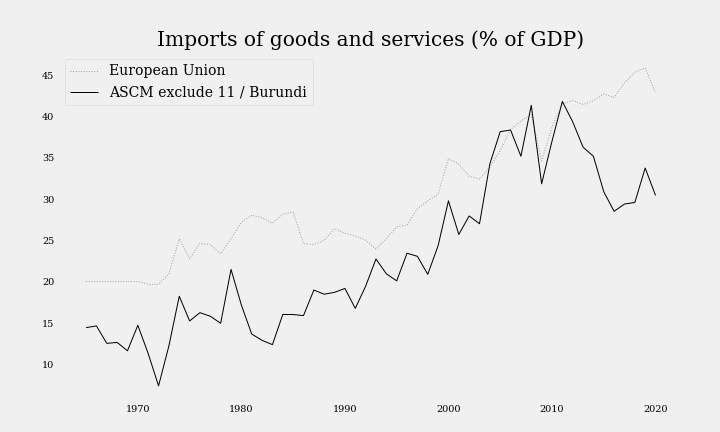 Imports of goods and services (% of GDP)
European Union
ASCM exclude 11 / Burundi
45
40
35
30
25
20
15
10
1970 1980 1990 2000 2010 2020